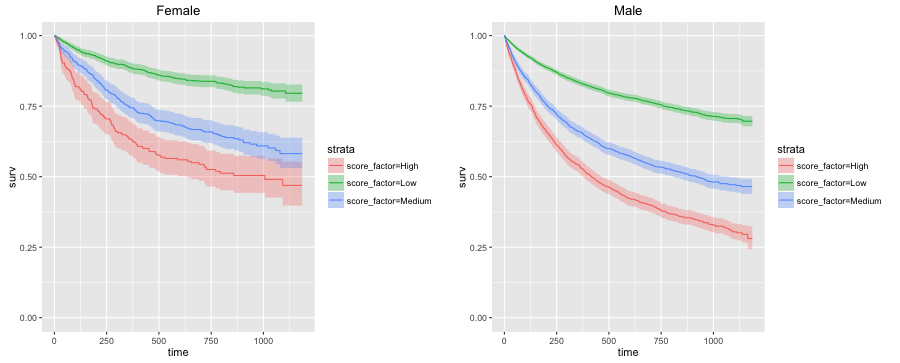 Female
1.00
0.75
0.50
0.25
0.00
surv
0
250
500
750
1000
time
strata
score_factor=High
score_factor=Low
score_factor=Medium
Male
1.00
0.75
0.50
0.25
0.00
surv
0
250
500
750
1000
time
strata
score_factor=High
score_factor=Low
score_factor=Medium